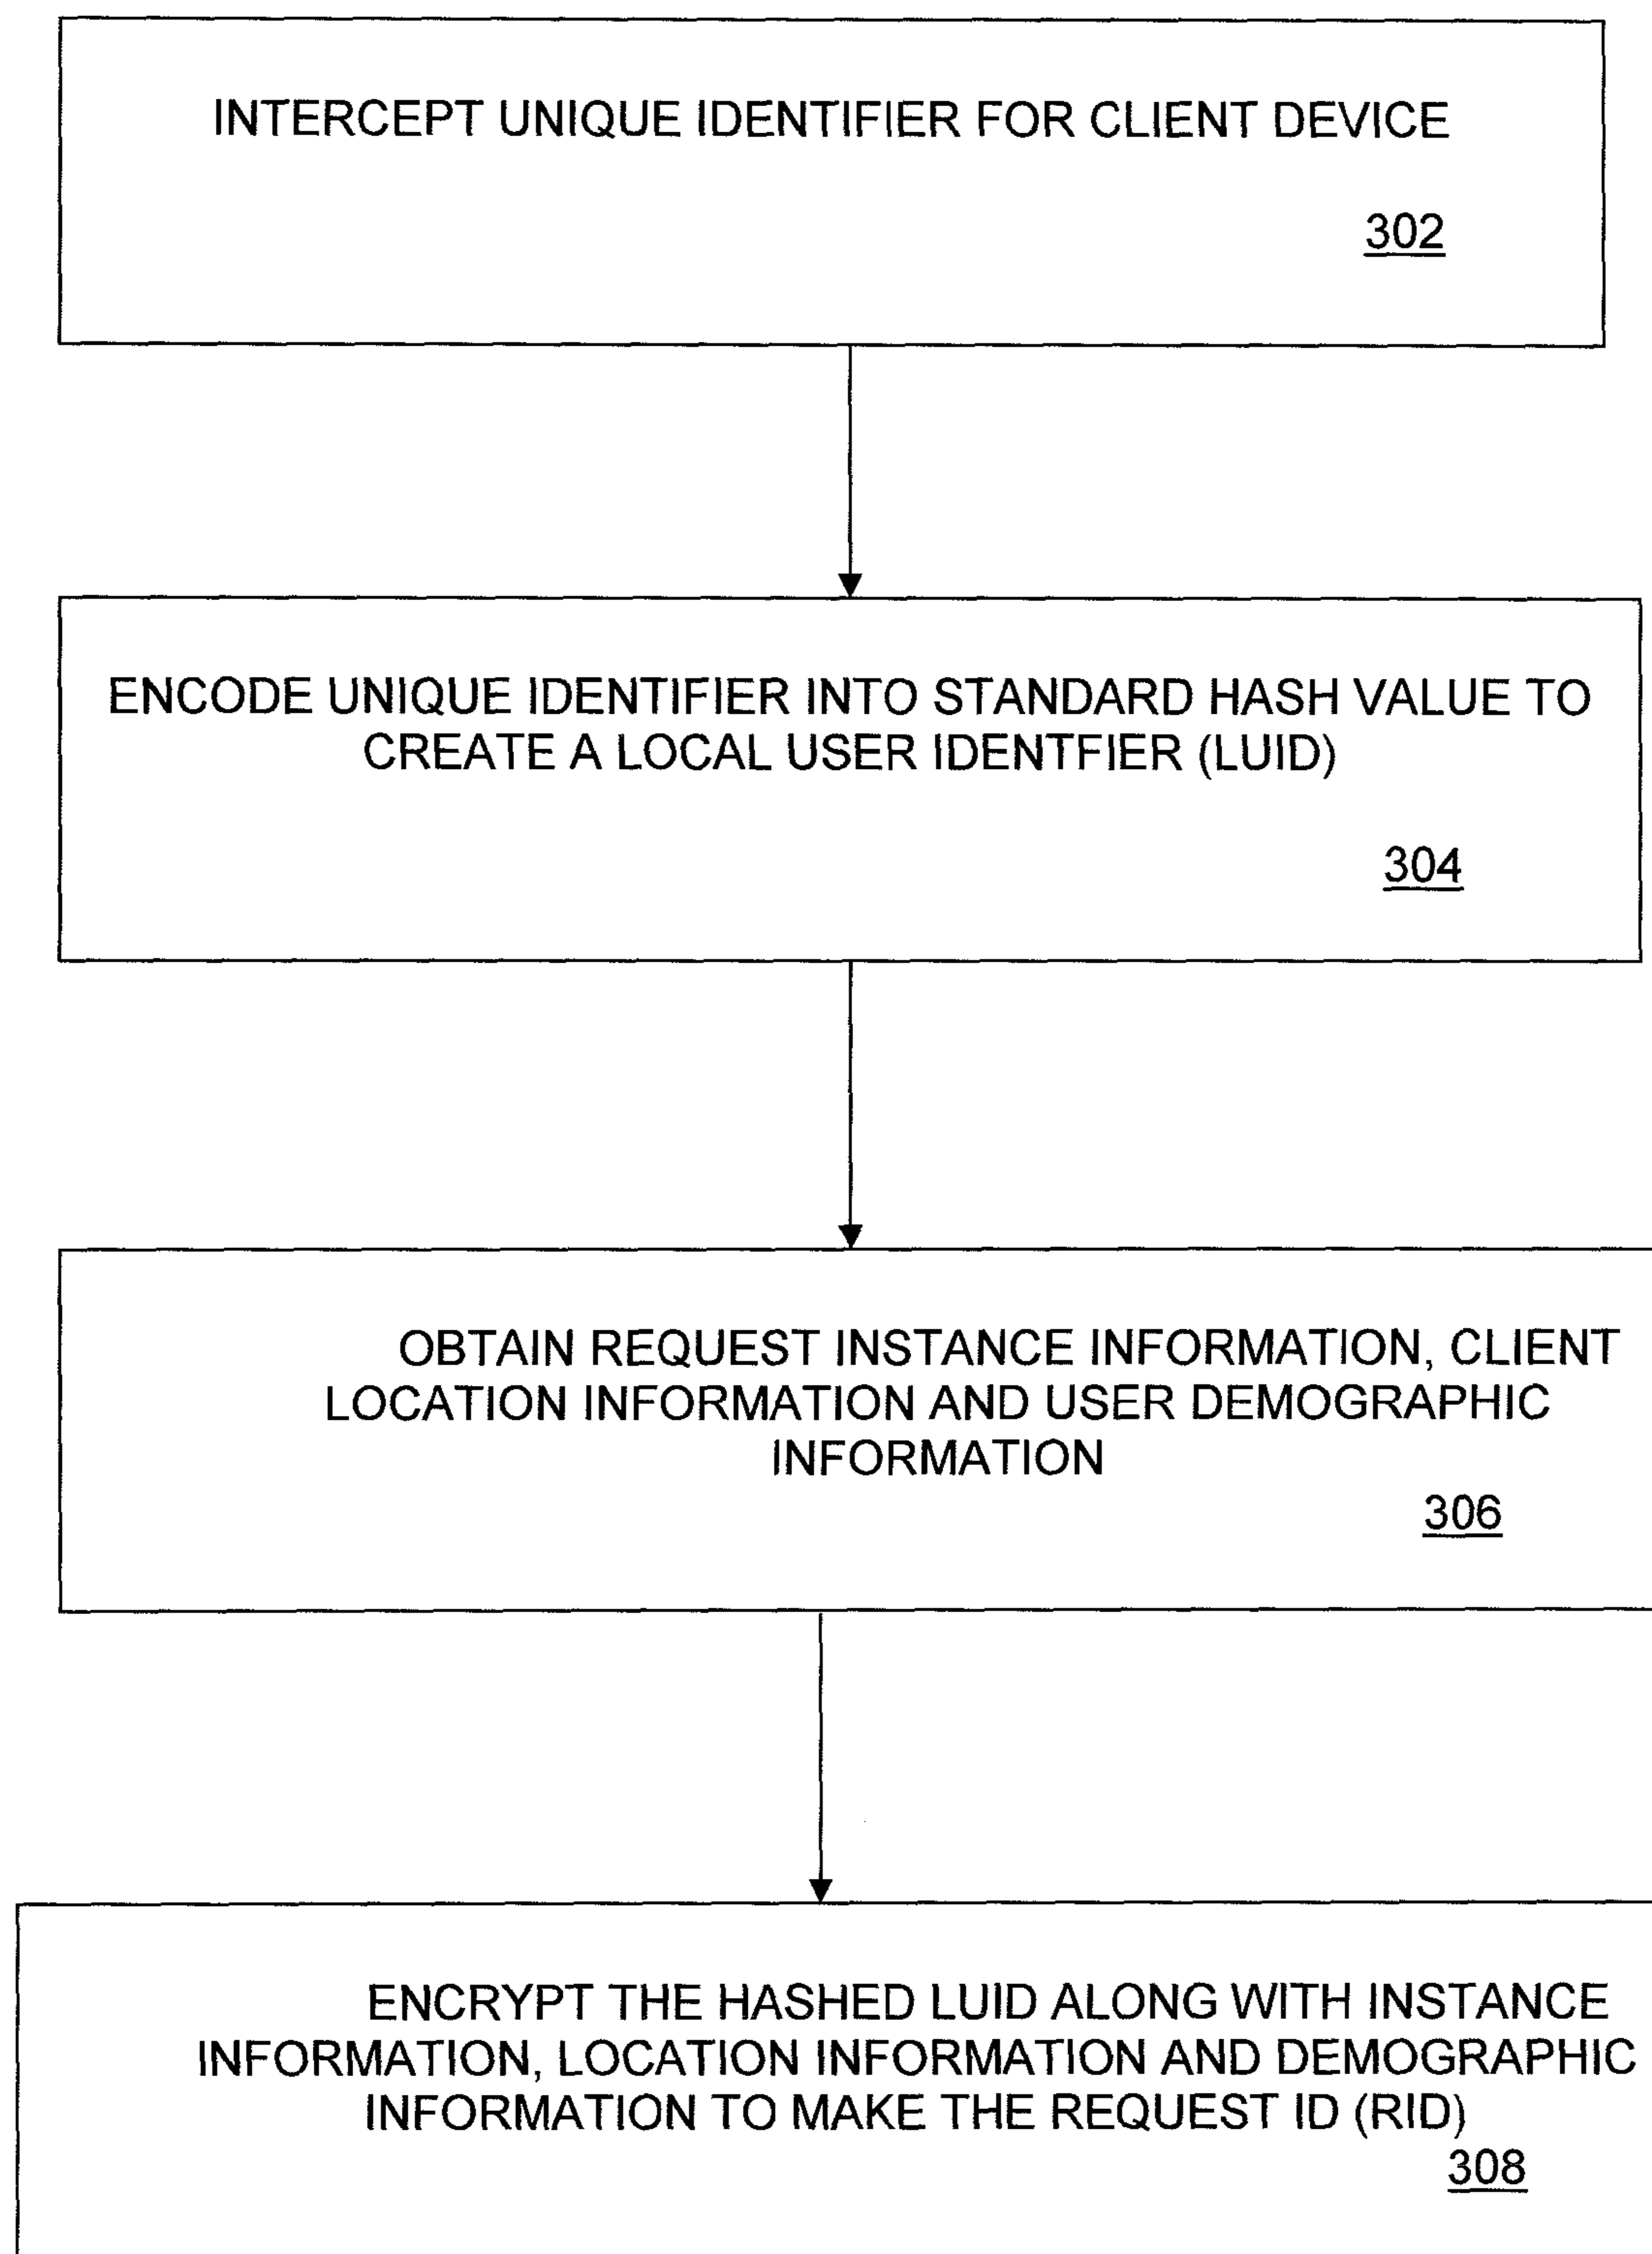 INTERCEPT UNIQUE IDENTIFIER FOR CLIENT DEVICE
302
ENCODE UNIQUE IDENTIFIER INTO STANDARD HASH VALUE TO
CREATE A LOCAL USER IDENTFIER (LUID)
304
OBTAIN REQUEST INSTANCE INFORMATION, CLIENT
LOCATION INFORMATION AND USER DEMOGRAPHIC
INFORMATION
306
ENCRYPT THE HASHED LUID ALONG WITH INSTANCE
INFORMATION, LOCATION INFORMATION AND DEMOGRAPHIC
INFORMATION TO MAKE THE REQUEST ID (RID)
308